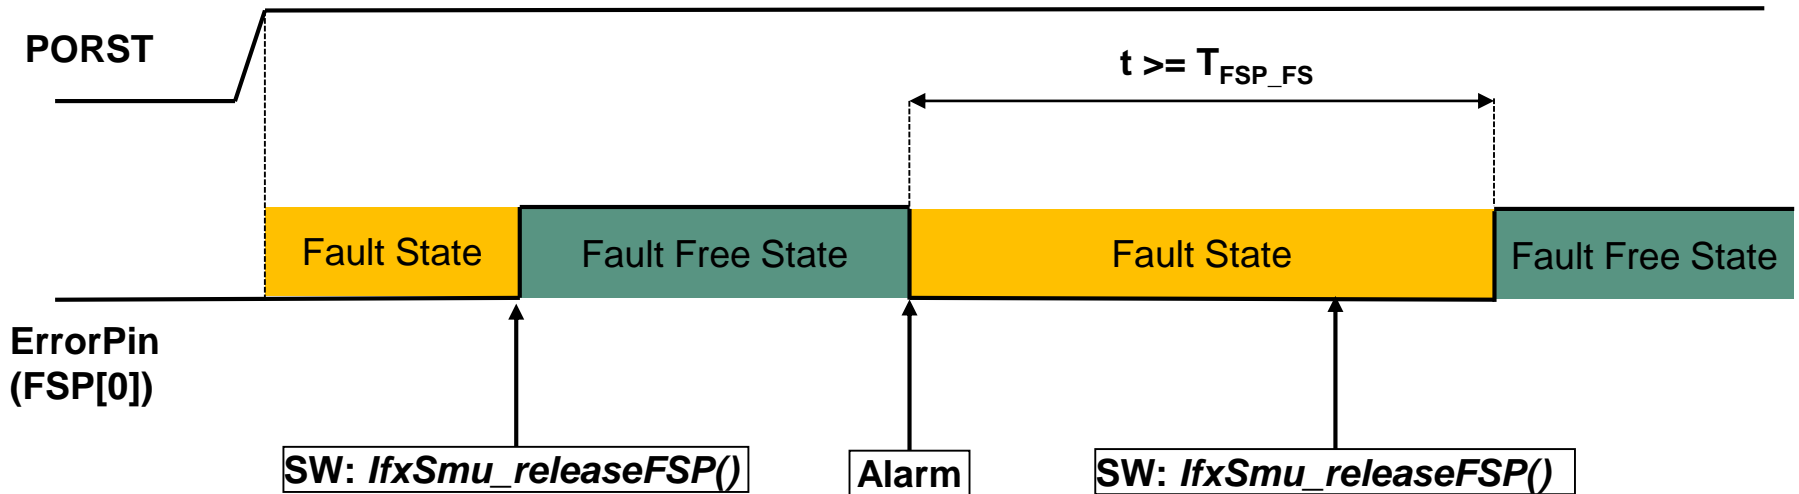 PORST
t >= T_FSP_FS
Fault State
Fault Free State
Fault State
Fault Free State
ErrorPin
(FSP[0])
SW: IfxSmu_releaseFSP()
Alarm
SW: IfxSmu_releaseFSP()